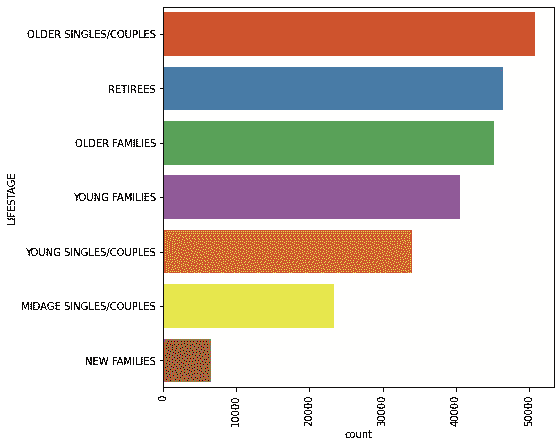 OLDER SINGLES/COUPLES
RETIREES
OLDER FAMILIES
YOUNG FAMILIES
YOUNG SINGLES/COUPLES
MIDAGE SINGLES/COUPLES
NEW FAMILIES
LIFESTAGE
0
10000
20000
30000
40000
50000
count